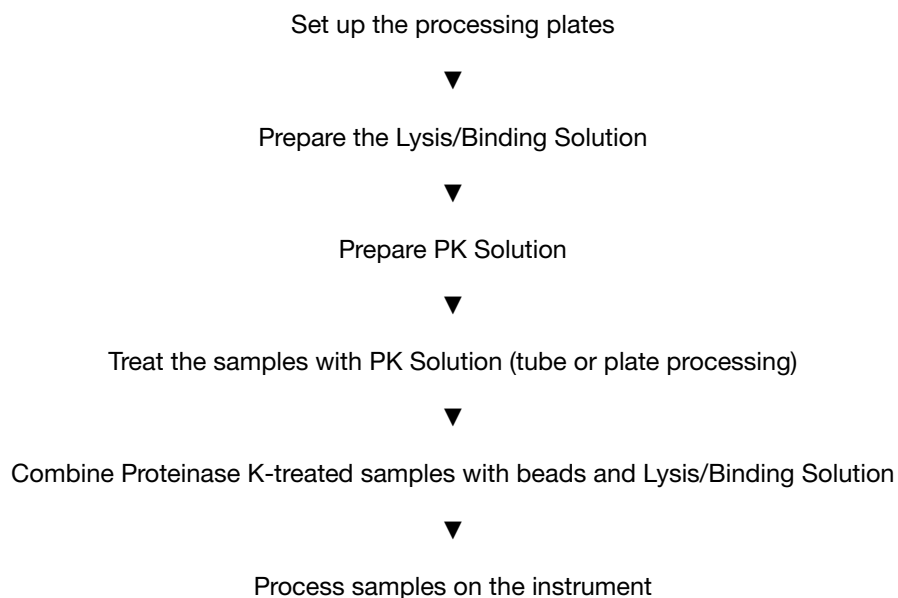 Set up the processing plates
▼
Prepare the Lysis/Binding Solution
▼
Prepare PK Solution
▼
Treat the samples with PK Solution (tube or plate processing)
▼
Combine Proteinase K-treated samples with beads and Lysis/Binding Solution
▼
Process samples on the instrument